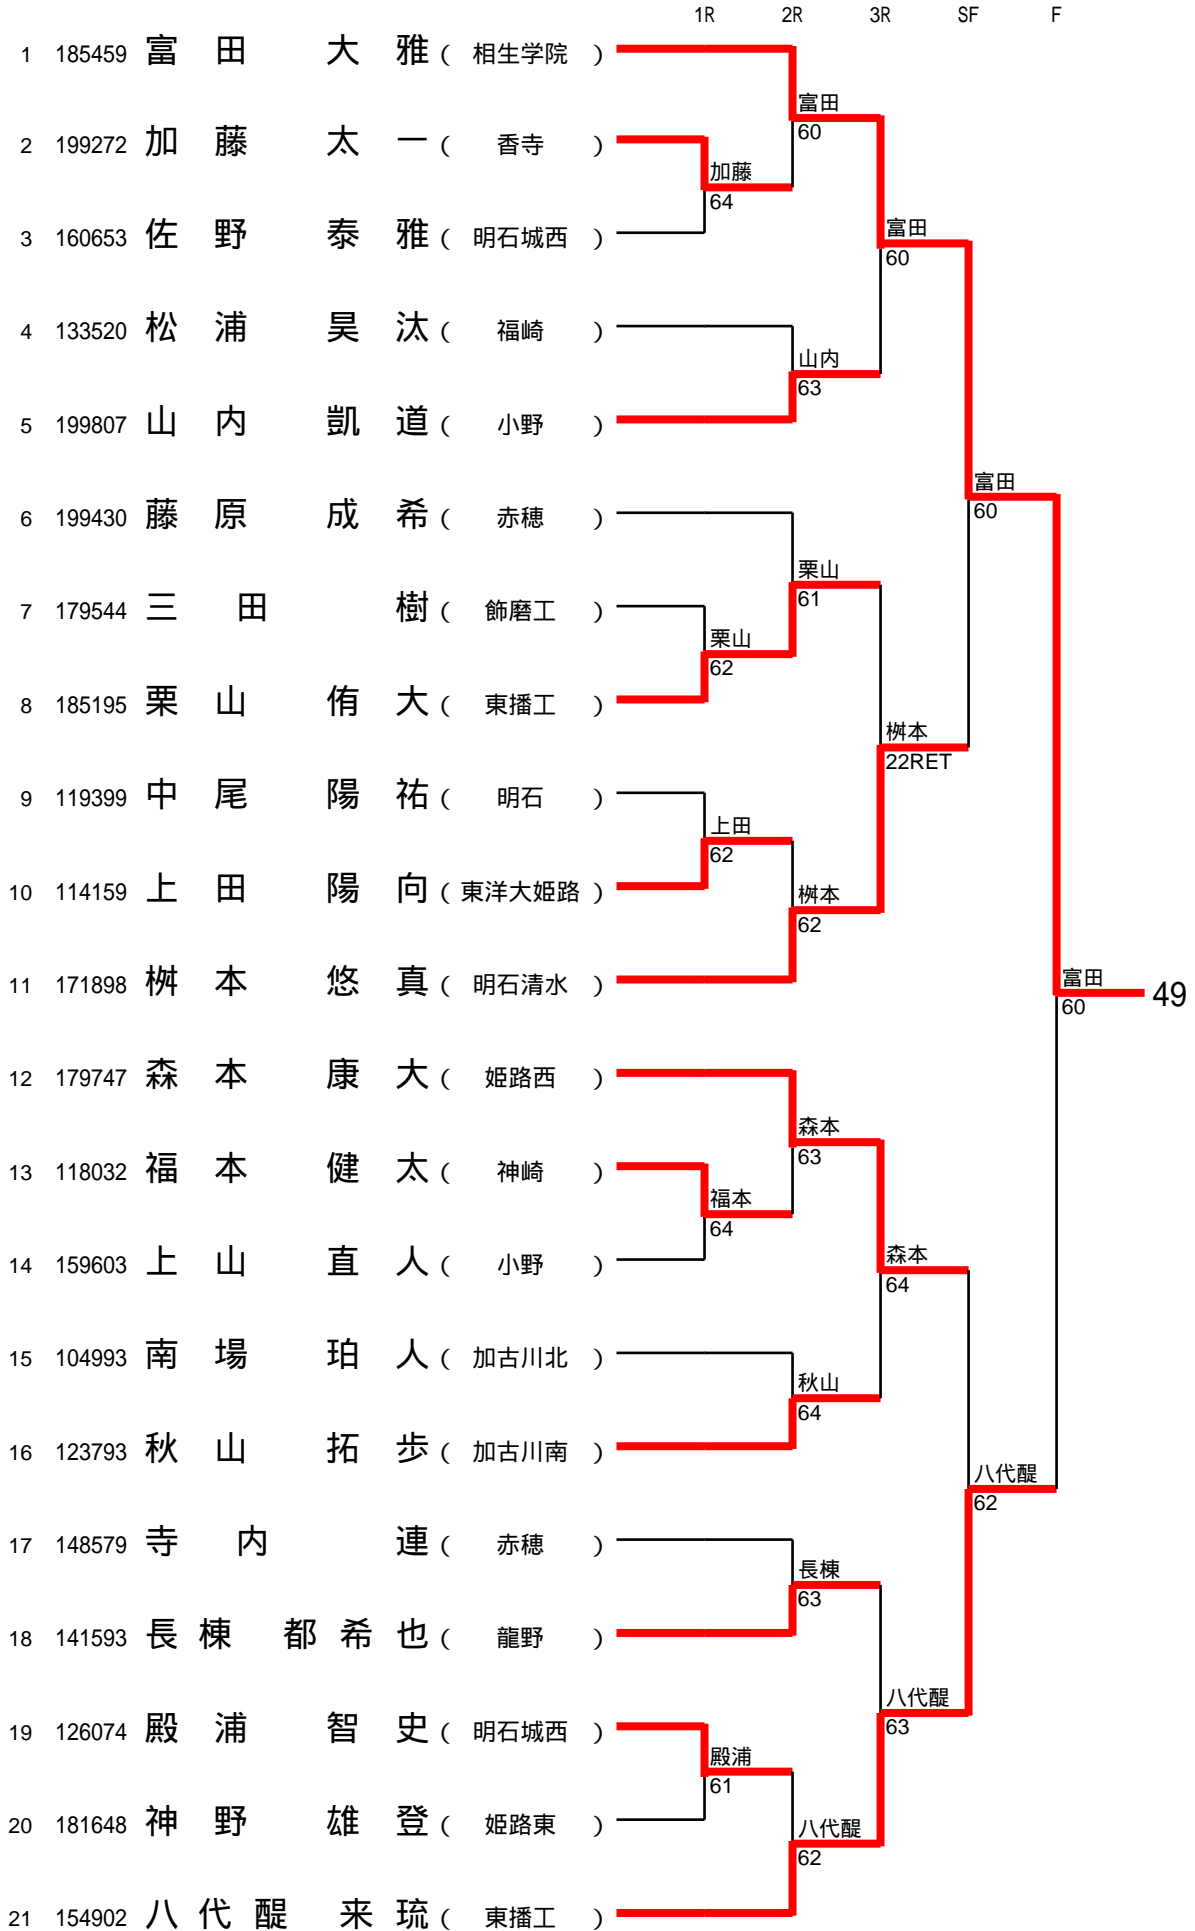 1R 2R 3R SF F
1 185459 富田 大雅 ( 相生学院 )
富田
60
2 199272 加藤 太一 ( 香寺 )
加藤
64
3 160653 佐野 泰雅 ( 明石城西 )
富田
60
4 133520 松浦 昊汰 ( 福崎 )
山内
63
5 199807 山内 凱道 ( 小野 )
富田
60
6 199430 藤原 成希 ( 赤穂 )
栗山
61
7 179544 三田 樹 ( 飾磨工 )
栗山
62
8 185195 栗山 侑大 ( 東播工 )
桝本
22RET
9 119399 中尾 陽祐 ( 明石 )
上田
62
10 114159 上田 陽向 ( 東洋大姫路 )
桝本
62
11 171898 桝本 悠真 ( 明石清水 )
富田
60
49
12 179747 森本 康大 ( 姫路西 )
森本
63
13 118032 福本 健太 ( 神崎 )
福本
64
14 159603 上山 直人 ( 小野 )
森本
64
15 104993 南場 珀人 ( 加古川北 )
秋山
64
16 123793 秋山 拓歩 ( 加古川南 )
八代醍
62
17 148579 寺内 連 ( 赤穂 )
長棟
63
18 141593 長棟 都希也 ( 龍野 )
八代醍
63
19 126074 殿浦 智史 ( 明石城西 )
殿浦
61
20 181648 神野 雄登 ( 姫路東 )
八代醍
62
21 154902 八代醍 来琉 ( 東播工 )